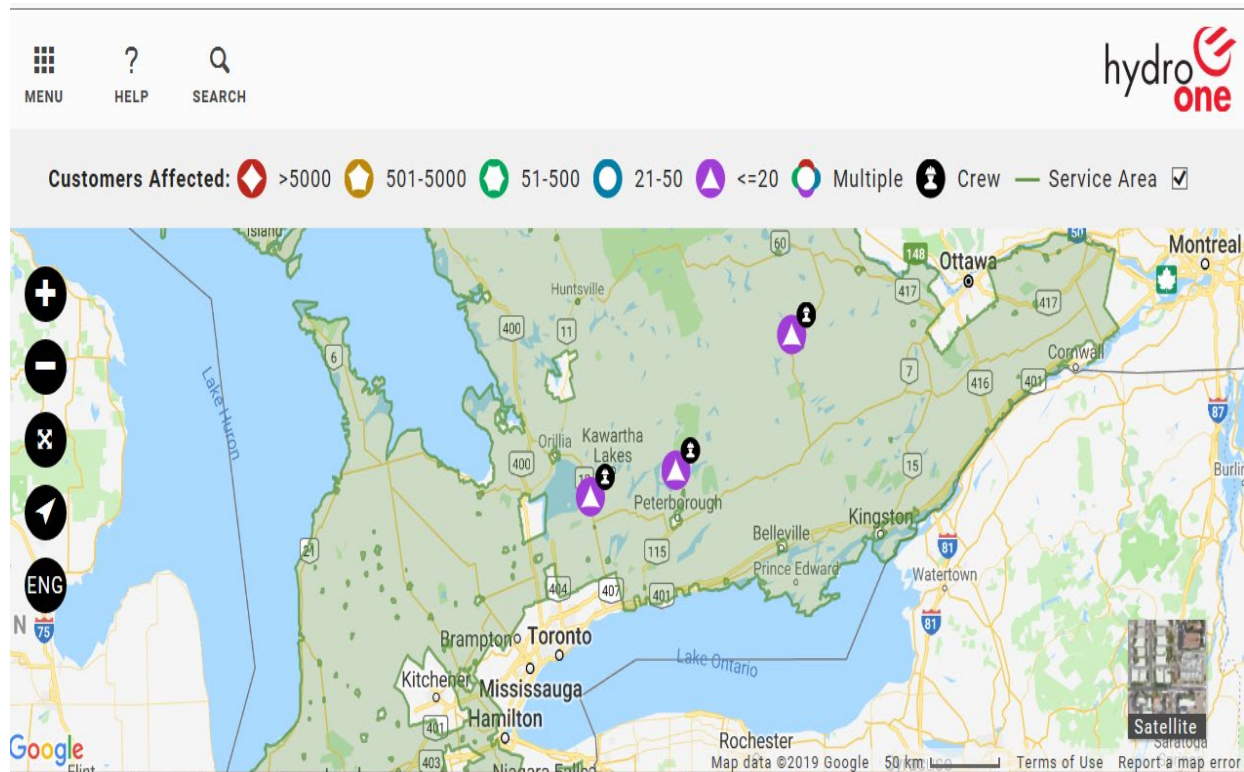 MENU
HELP
SEARCH
hydro
one
Customers Affected: >5000 501-5000 51-500 21-50 <=20 Multiple Crew Service Area
Island
60
50
Montreal
148
Ottawa
417
Huntsville
417
400
11
6
Cornwall
7
416
401
87
Lake Huron
Orillia
Kawartha
Lakes
400
15
Peterborough
Belleville
Kingston
21
115
81
Prince Edward
Watertown
ENG
404
407
401
N
75
81
Brampton
Toronto
Lake Ontario
Kitchener
Mississauga
401
Hamilton
Satellite
Google
403
Rochester
Map data ©2019 Google
50 km
Terms of Use
Report a map error